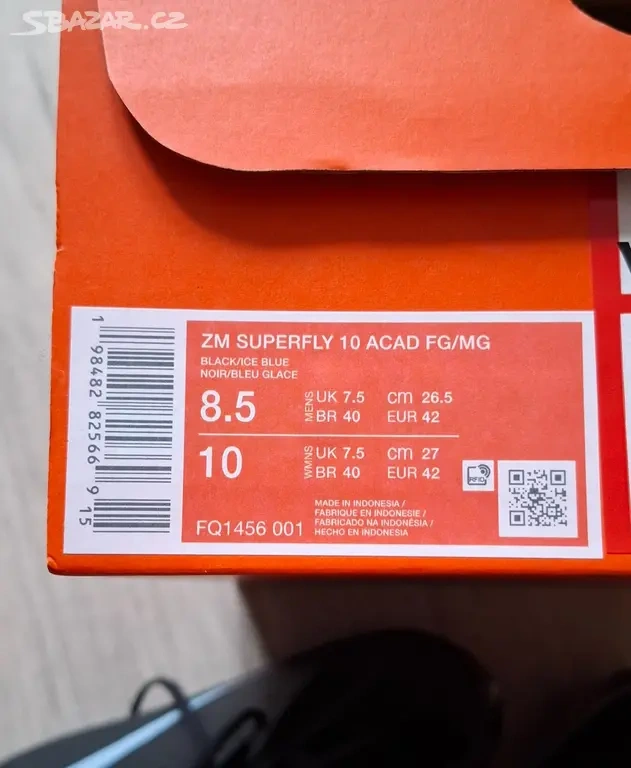 SBAZAR.CZ
ZM SUPERFLY 10 ACAD FG/MG
BLACK/ICE BLUE
NOIR/BLEU GLACE
8.5 MENS UK 7.5 cm 26.5
BR 40 EUR 42
10 WMNS UK 7.5 cm 27
BR 40 EUR 42
RFID
MADE IN INDONESIA /
FABRIQUE EN INDONESIE /
FABRICADO NA INDONÉSIA /
HECHO EN INDONESIA
FQ1456 001
1 98482 82566 9 15